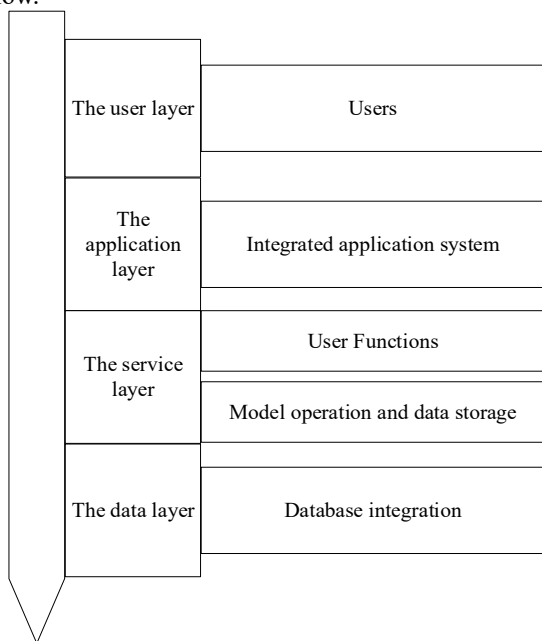 The user layer
Users
The
application
layer
Integrated application system
The service
layer
User Functions
Model operation and data storage
The data layer
Database integration